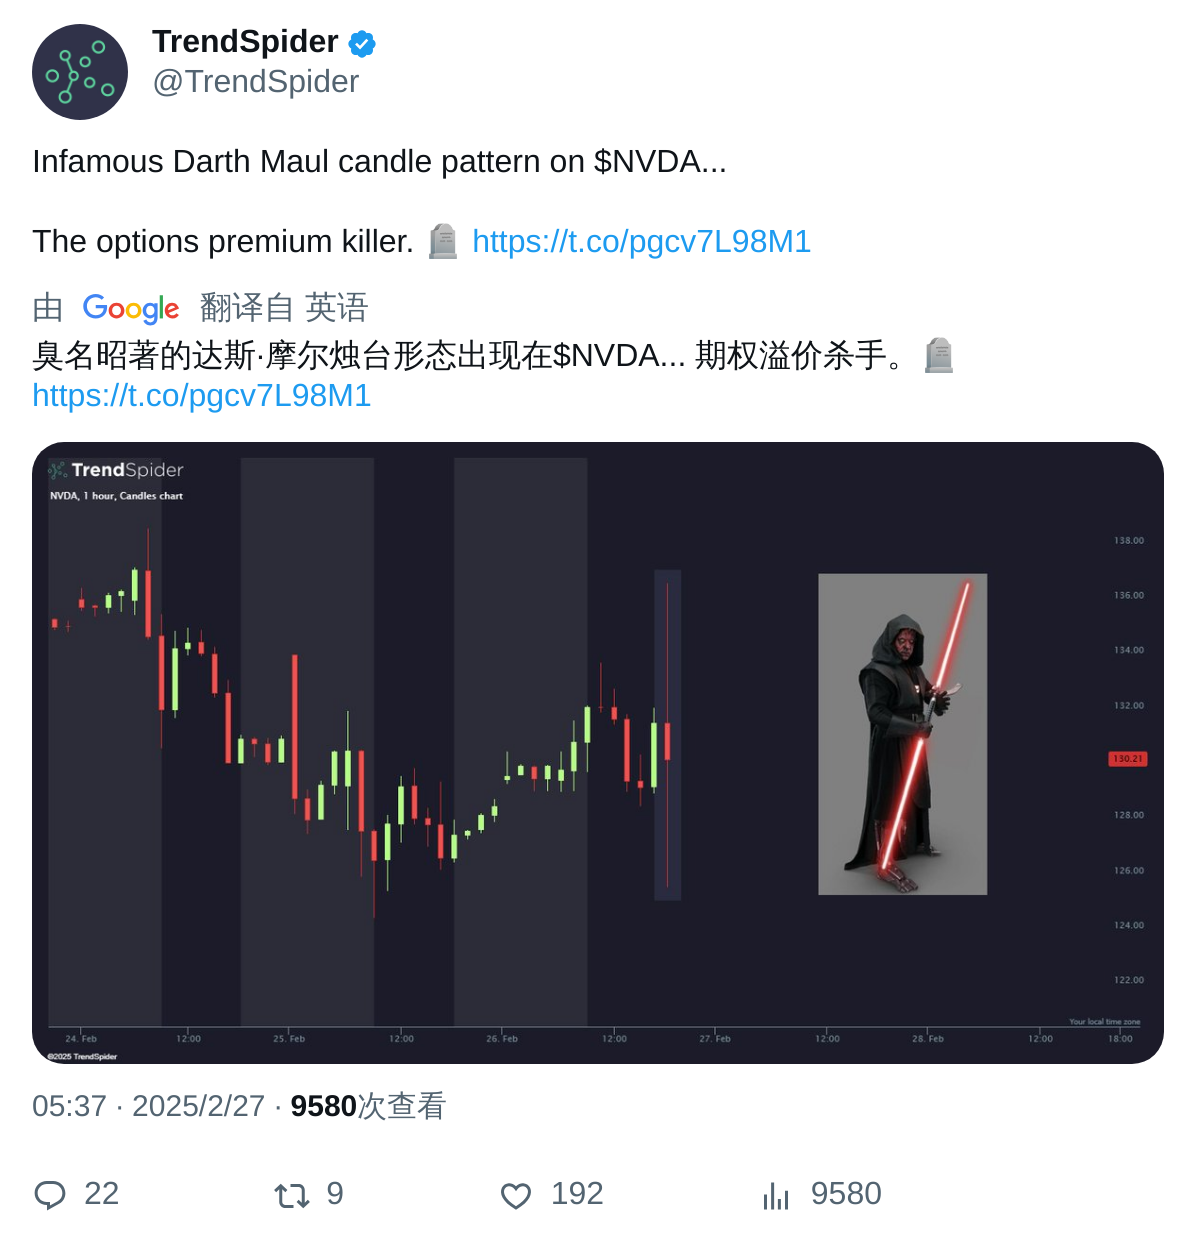 TrendSpider
@TrendSpider
Infamous Darth Maul candle pattern on $NVDA...
The options premium killer. 🪦 https://t.co/pgcv7L98M1
由 Google 翻译自 英语
臭名昭著的达斯·摩尔烛台形态出现在$NVDA... 期权溢价杀手。🪦
https://t.co/pgcv7L98M1
TrendSpider
NVDA, 1 hour, Candles chart
138.00
136.00
134.00
132.00
130.21
128.00
126.00
124.00
122.00
Your local time zone
24. Feb 12:00 25. Feb 12:00 26. Feb 12:00 27. Feb 12:00 28. Feb 12:00 18:00
©2025 TrendSpider
05:37 · 2025/2/27 · 9580次查看
22 9 192 9580